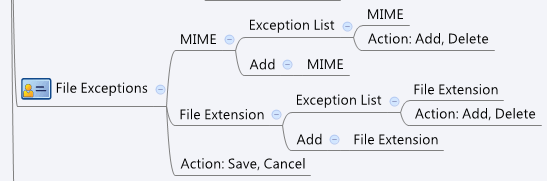 MIME
Exception List
Action: Add, Delete
MIME
Add MIME
File Exceptions
File Extension
Exception List
Action: Add, Delete
File Extension
Add File Extension
Action: Save, Cancel